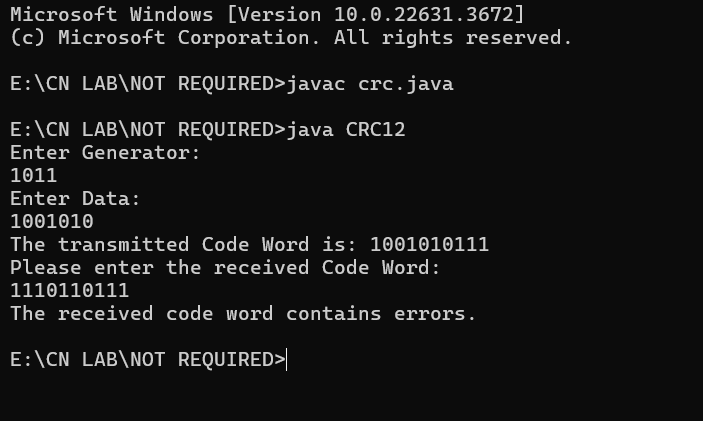 Microsoft Windows [Version 10.0.22631.3672]
(c) Microsoft Corporation. All rights reserved.
E:\CN LAB\NOT REQUIRED>javac crc.java
E:\CN LAB\NOT REQUIRED>java CRC12
Enter Generator:
1011
Enter Data:
1001010
The transmitted Code Word is: 1001010111
Please enter the received Code Word:
1110110111
The received code word contains errors.
E:\CN LAB\NOT REQUIRED>